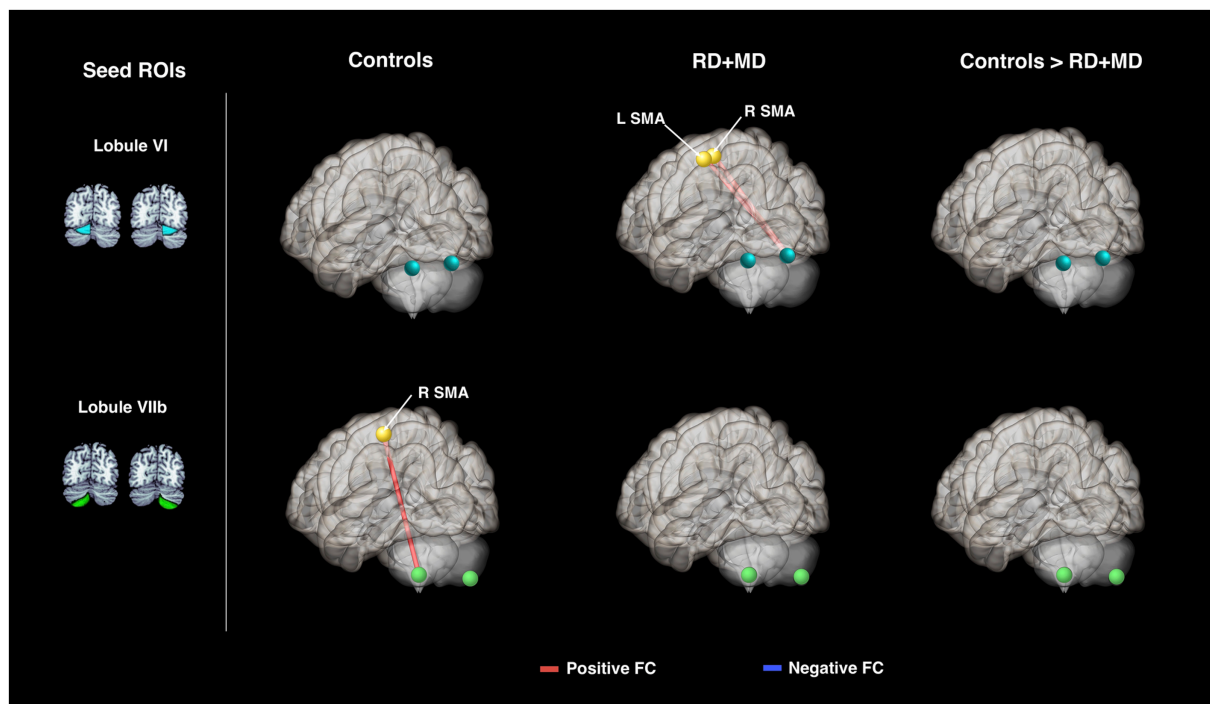 Seed ROIs
Controls
RD+MD
Controls > RD+MD
Lobule VI
L SMA
R SMA
Lobule VIIb
R SMA
Positive FC
Negative FC